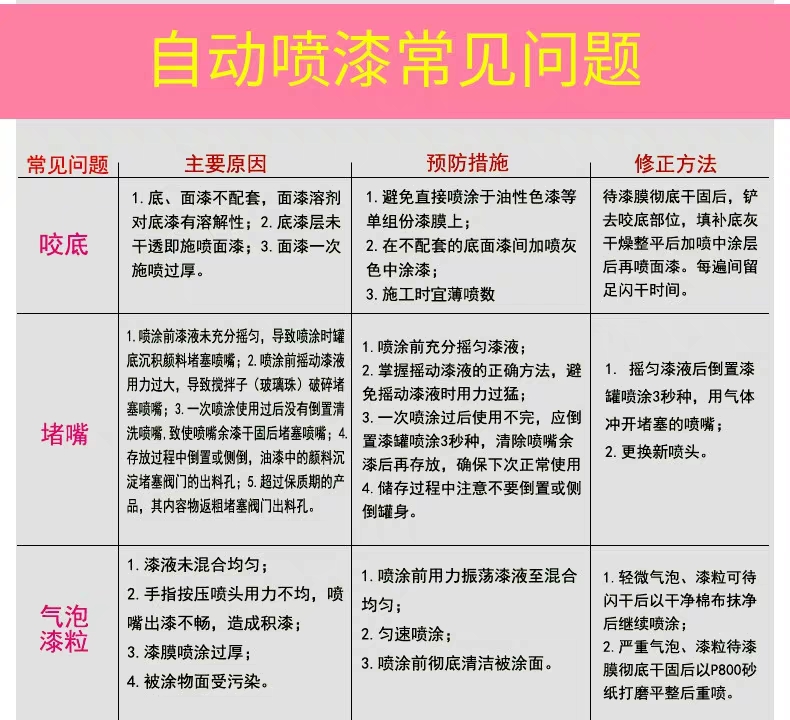 自动喷漆常见问题
常见问题
主要原因
预防措施
修正方法
咬底
1.底、面漆不配套，面漆溶剂
对底漆有溶解性；2.底漆层未
干透即施喷面漆；3.面漆一次
施喷过厚。
1.避免直接喷涂于油性色漆等
单组份漆膜上；
2.在不配套的底面漆间加喷灰
色中涂漆；
3.施工时宜薄喷数
待漆膜彻底干固后，铲
去咬底部位，填补底灰
干燥整平后加喷中涂层
后再喷面漆。每遍间留
足闪干时间。
堵嘴
1.喷涂前漆液未充分摇匀，导致喷涂时罐
底沉积颜料堵塞喷嘴；2.喷涂前摇动漆液
用力过大，导致搅拌子（玻璃珠）破碎堵
塞喷嘴；3.一次喷涂使用过后没有倒置清
洗喷嘴,致使喷嘴余漆干固后堵塞喷嘴；4.
存放过程中倒置或侧倒，油漆中的颜料沉
淀堵塞阀门的出料孔；5.超过保质期的产
品，其内容物返粗堵塞阀门出料孔。
1.喷涂前充分摇匀漆液；
2.掌握摇动漆液的正确方法，避
免摇动漆液时用力过猛；
3.一次喷涂过后使用不完，应倒
置漆罐喷涂3秒种，清除喷嘴余
漆后再存放，确保下次正常使用
4.储存过程中注意不要倒置或侧
倒罐身。
1. 摇匀漆液后倒置漆
罐喷涂3秒种，用气体
冲开堵塞的喷嘴；
2.更换新喷头。
气泡
漆粒
1.漆液未混合均匀；
2.手指按压喷头用力不均，喷
嘴出漆不畅，造成积漆；
3.漆膜喷涂过厚；
4.被涂物面受污染。
1.喷涂前用力振荡漆液至混合
均匀；
2.匀速喷涂；
3.喷涂前彻底清洁被涂面。
1.轻微气泡、漆粒可待
闪干后以干净棉布抹净
后继续喷涂；
2.严重气泡、漆粒待漆
膜彻底干固后以P800砂
纸打磨平整后重喷。